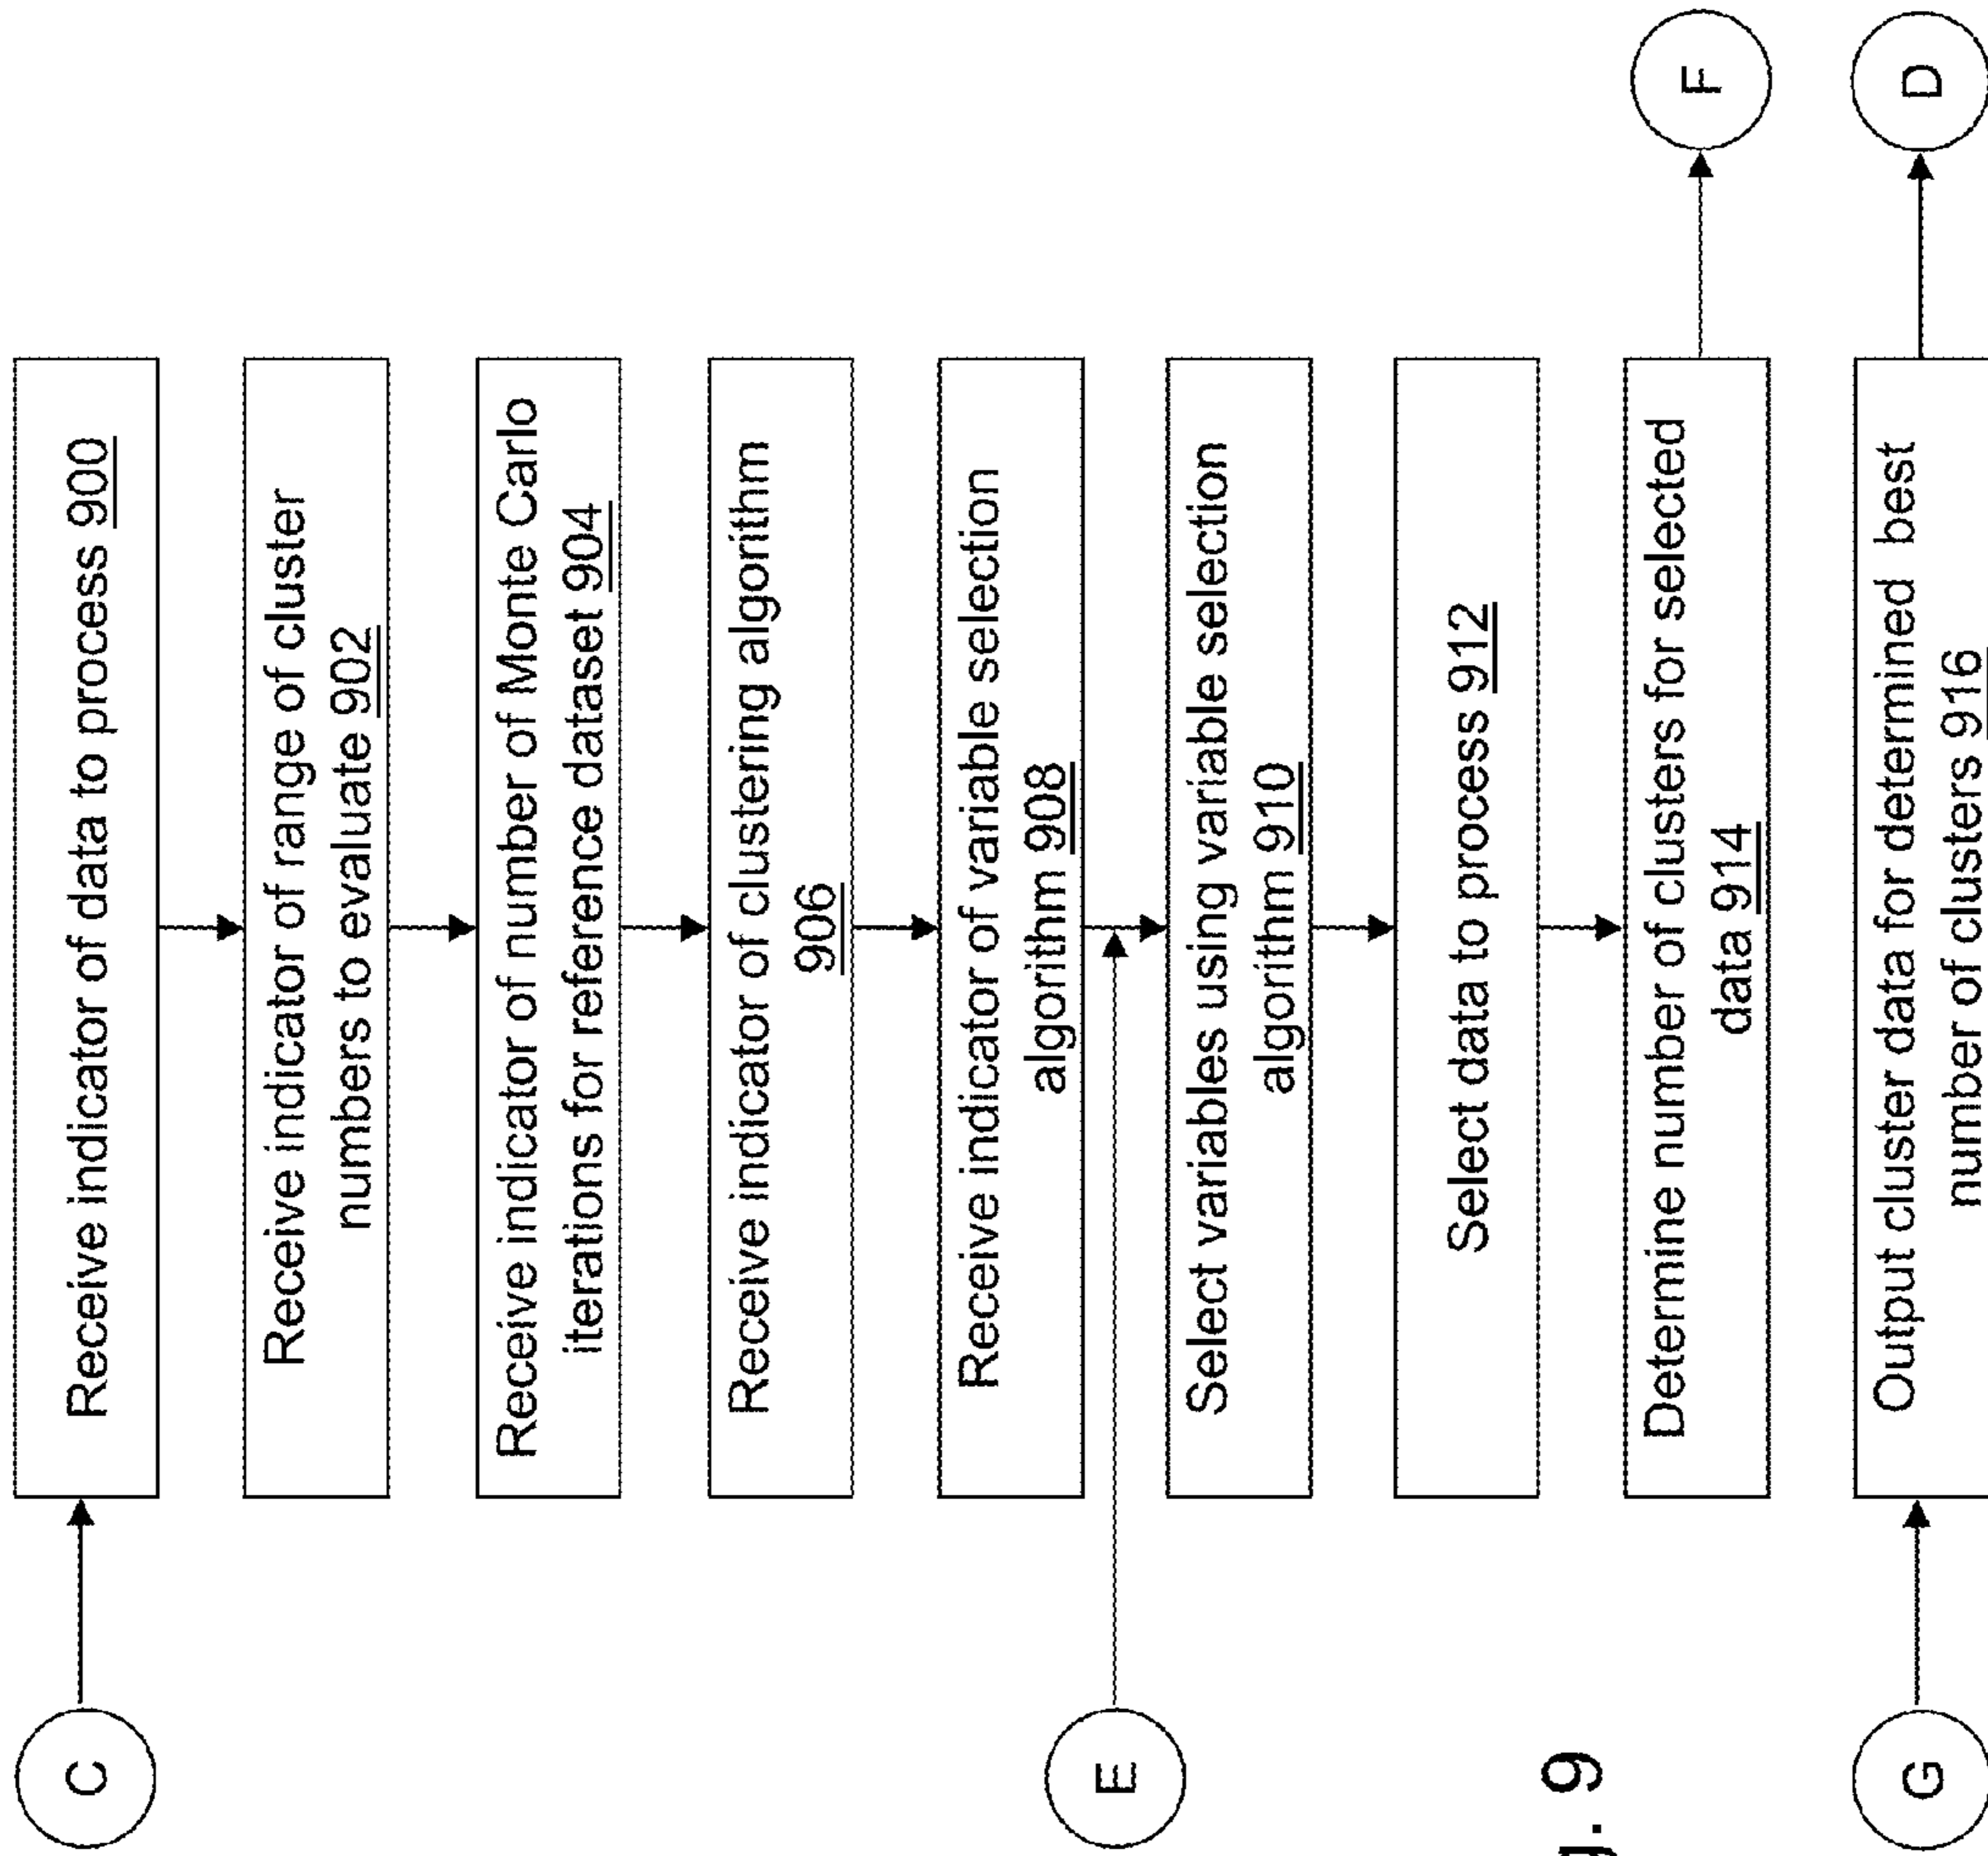 C
Receive indicator of data to process 900
Receive indicator of range of cluster
numbers to evaluate 902
Receive indicator of number of Monte Carlo
iterations for reference dataset 904
Receive indicator of clustering algorithm
906
Receive indicator of variable selection
algorithm 908
E
Select variables using variable selection
algorithm 910
Select data to process 912
Determine number of clusters for selected
data 914
F
G
Output cluster data for determined best
number of clusters 916
D
g. 9